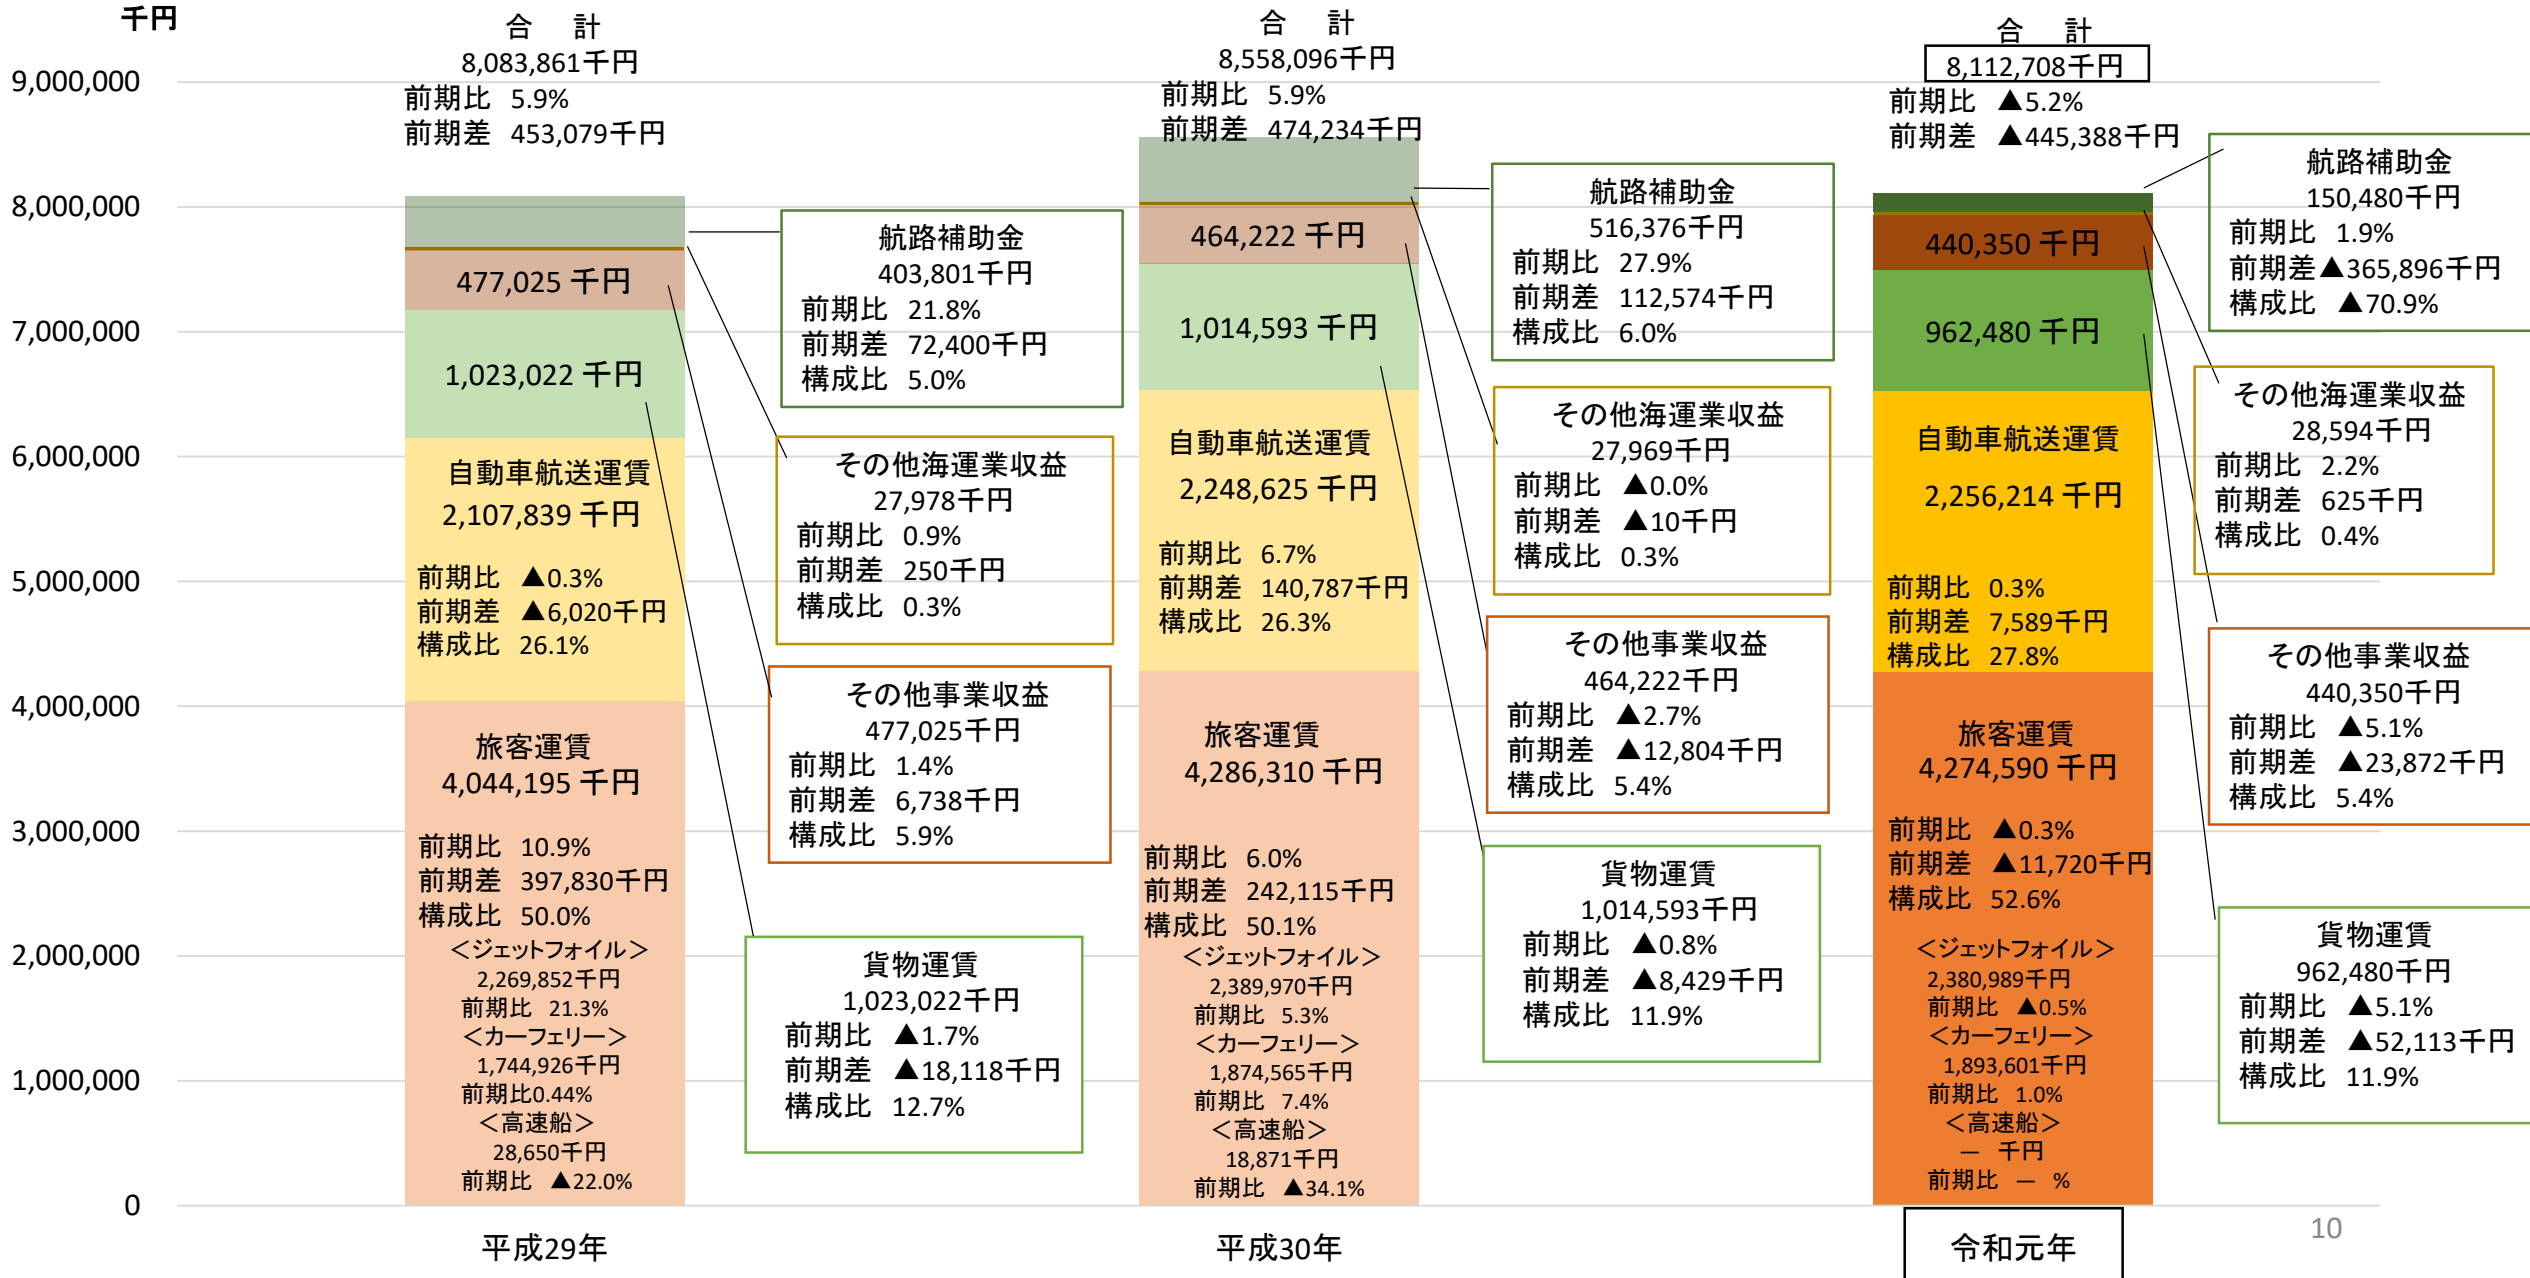 千円
9,000,000
8,000,000
7,000,000
6,000,000
5,000,000
4,000,000
3,000,000
2,000,000
1,000,000
0
合　計
8,083,861千円
前期比 5.9%
前期差 453,079千円
477,025 千円
1,023,022 千円
自動車航送運賃
2,107,839 千円
前期比 ▲0.3%
前期差 ▲6,020千円
構成比 26.1%
旅客運賃
4,044,195 千円
前期比 10.9%
前期差 397,830千円
構成比 50.0%
＜ジェットフォイル＞
2,269,852千円
前期比 21.3%
＜カーフェリー＞
1,744,926千円
前期比0.44%
＜高速船＞
28,650千円
前期比 ▲22.0%
平成29年
航路補助金
403,801千円
前期比 21.8%
前期差 72,400千円
構成比 5.0%
その他海運業収益
27,978千円
前期比 0.9%
前期差 250千円
構成比 0.3%
その他事業収益
477,025千円
前期比 1.4%
前期差 6,738千円
構成比 5.9%
貨物運賃
1,023,022千円
前期比 ▲1.7%
前期差 ▲18,118千円
構成比 12.7%
合　計
8,558,096千円
前期比 5.9%
前期差 474,234千円
464,222 千円
1,014,593 千円
自動車航送運賃
2,248,625 千円
前期比 6.7%
前期差 140,787千円
構成比 26.3%
旅客運賃
4,286,310 千円
前期比 6.0%
前期差 242,115千円
構成比 50.1%
＜ジェットフォイル＞
2,389,970千円
前期比 5.3%
＜カーフェリー＞
1,874,565千円
前期比 7.4%
＜高速船＞
18,871千円
前期比 ▲34.1%
平成30年
航路補助金
516,376千円
前期比 27.9%
前期差 112,574千円
構成比 6.0%
その他海運業収益
27,969千円
前期比 ▲0.0%
前期差 ▲10千円
構成比 0.3%
その他事業収益
464,222千円
前期比 ▲2.7%
前期差 ▲12,804千円
構成比 5.4%
貨物運賃
1,014,593千円
前期比 ▲0.8%
前期差 ▲8,429千円
構成比 11.9%
合　計
8,112,708千円
前期比 ▲5.2%
前期差 ▲445,388千円
440,350 千円
962,480 千円
自動車航送運賃
2,256,214 千円
前期比 0.3%
前期差 7,589千円
構成比 27.8%
旅客運賃
4,274,590 千円
前期比 ▲0.3%
前期差 ▲11,720千円
構成比 52.6%
＜ジェットフォイル＞
2,380,989千円
前期比 ▲0.5%
＜カーフェリー＞
1,893,601千円
前期比 1.0%
＜高速船＞
― 千円
前期比 ― %
令和元年
航路補助金
150,480千円
前期比 1.9%
前期差▲365,896千円
構成比 ▲70.9%
その他海運業収益
28,594千円
前期比 2.2%
前期差 625千円
構成比 0.4%
その他事業収益
440,350千円
前期比 ▲5.1%
前期差 ▲23,872千円
構成比 5.4%
貨物運賃
962,480千円
前期比 ▲5.1%
前期差 ▲52,113千円
構成比 11.9%
10